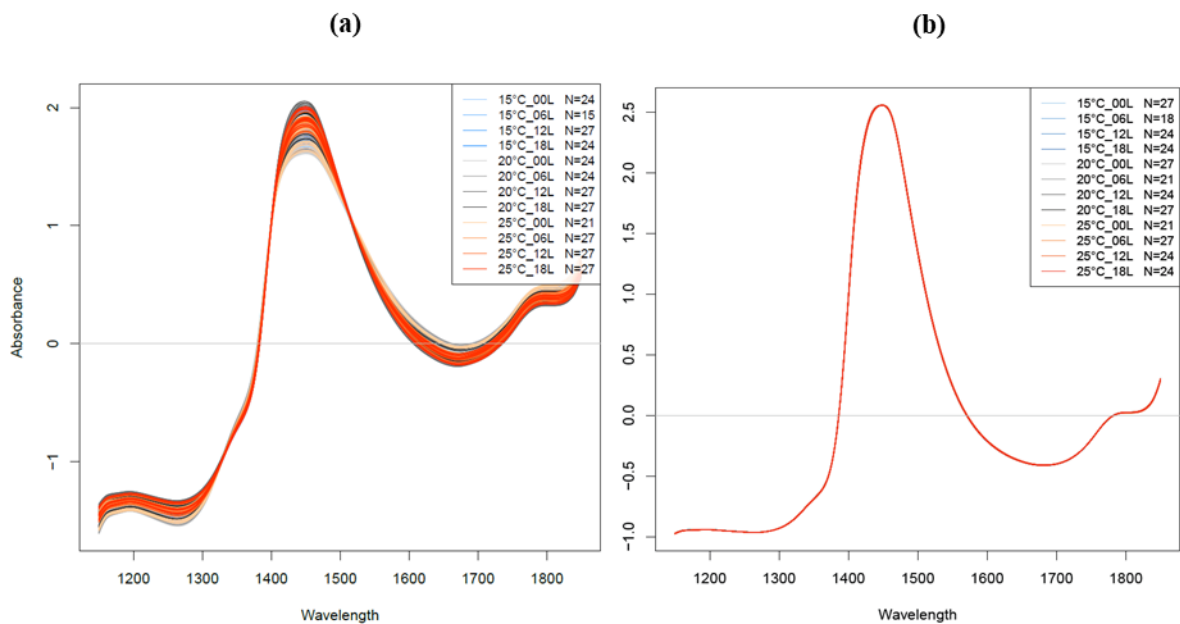 (a)
2
1
0
−1
Absorbance
1200 1300 1400 1500 1600 1700 1800
Wavelength
15°C_00L N=24
15°C_06L N=15
15°C_12L N=27
15°C_18L N=24
20°C_00L N=24
20°C_06L N=24
20°C_12L N=27
20°C_18L N=27
25°C_00L N=21
25°C_06L N=27
25°C_12L N=27
25°C_18L N=27
(b)
2.5
2.0
1.5
1.0
0.5
0.0
−0.5
−1.0
1200 1300 1400 1500 1600 1700 1800
Wavelength
15°C_00L N=27
15°C_06L N=18
15°C_12L N=24
15°C_18L N=24
20°C_00L N=27
20°C_06L N=21
20°C_12L N=24
20°C_18L N=27
25°C_00L N=21
25°C_06L N=27
25°C_12L N=24
25°C_18L N=24